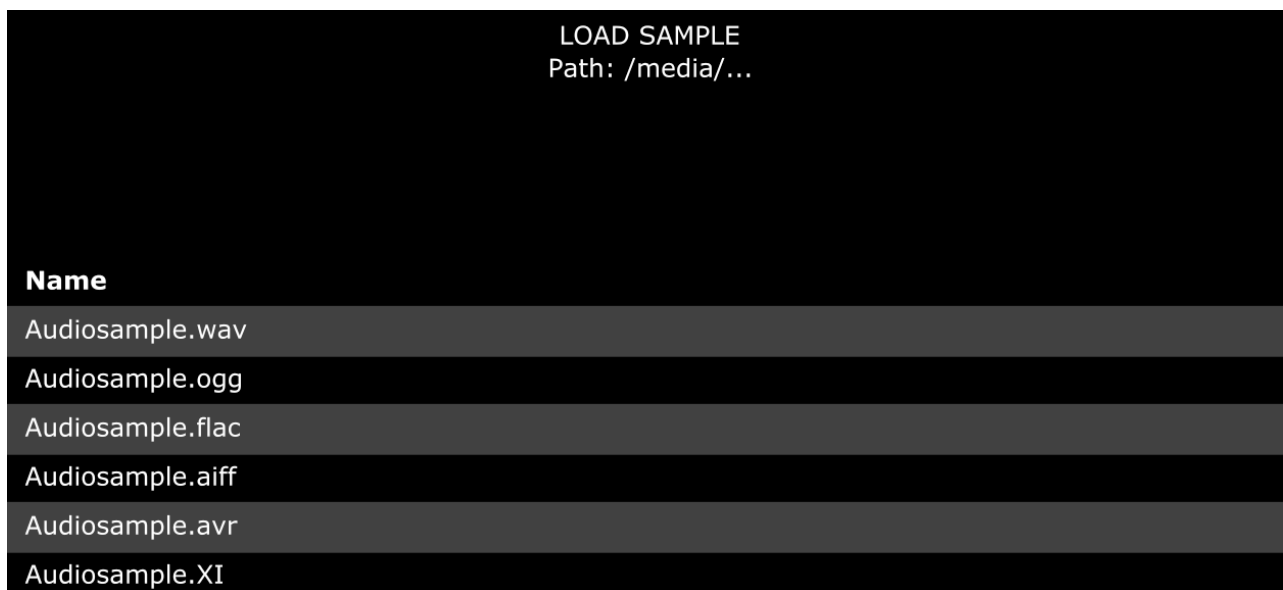 LOAD SAMPLE
Path: /media/...
Name
Audiosample.wav
Audiosample.ogg
Audiosample.flac
Audiosample.aiff
Audiosample.avr
Audiosample.XI